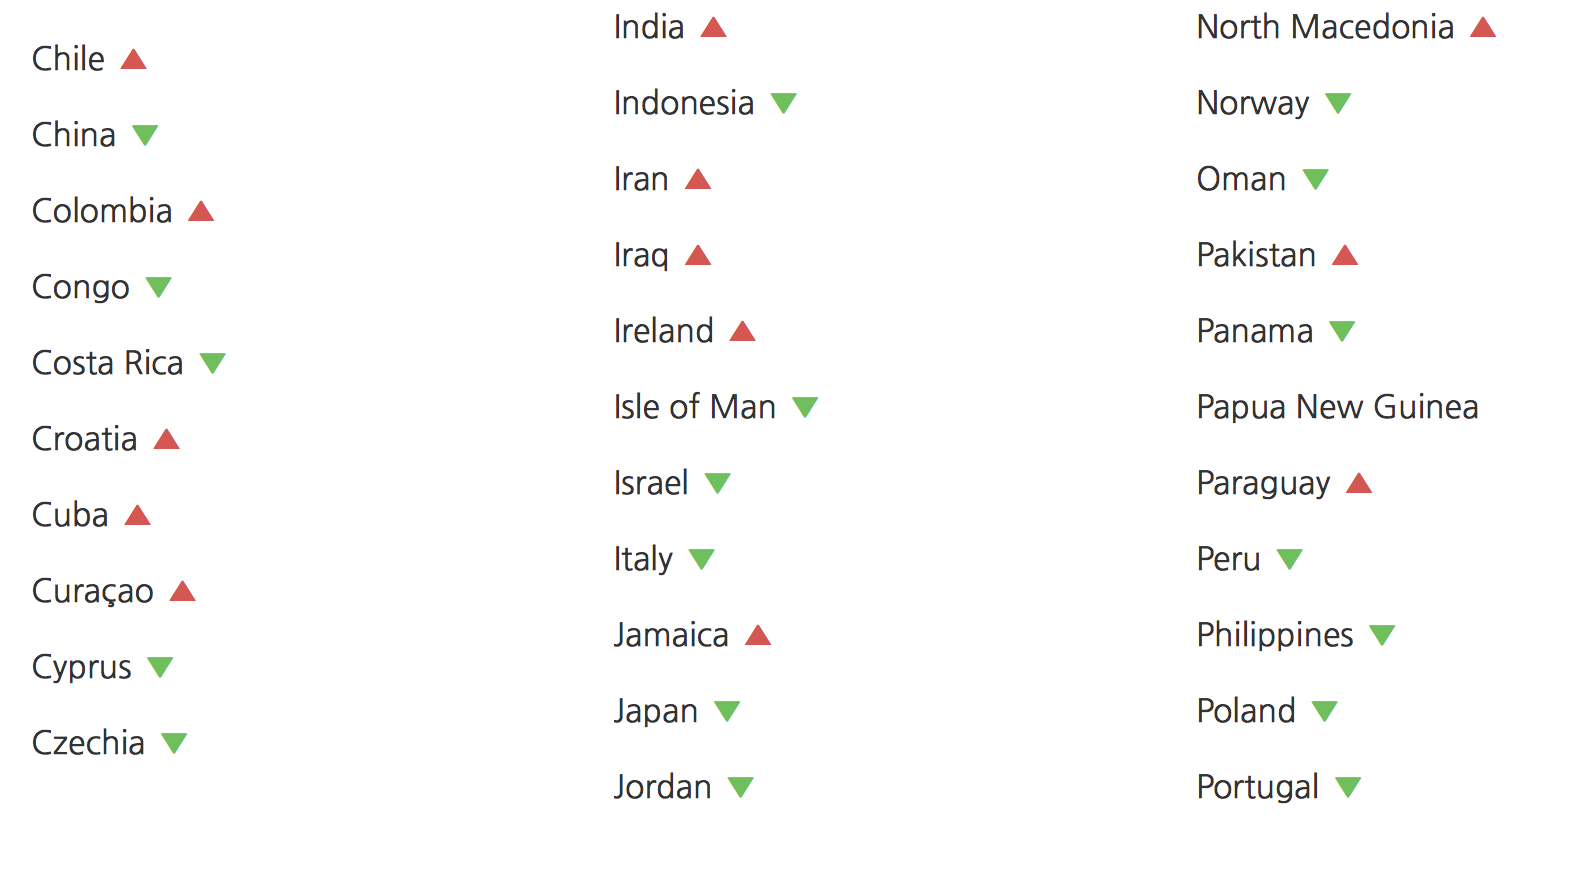 Chile
China
Colombia
Congo
Costa Rica
Croatia
Cuba
Curaçao
Cyprus
Czechia
India
Indonesia
Iran
Iraq
Ireland
Isle of Man
Israel
Italy
Jamaica
Japan
Jordan
North Macedonia
Norway
Oman
Pakistan
Panama
Papua New Guinea
Paraguay
Peru
Philippines
Poland
Portugal